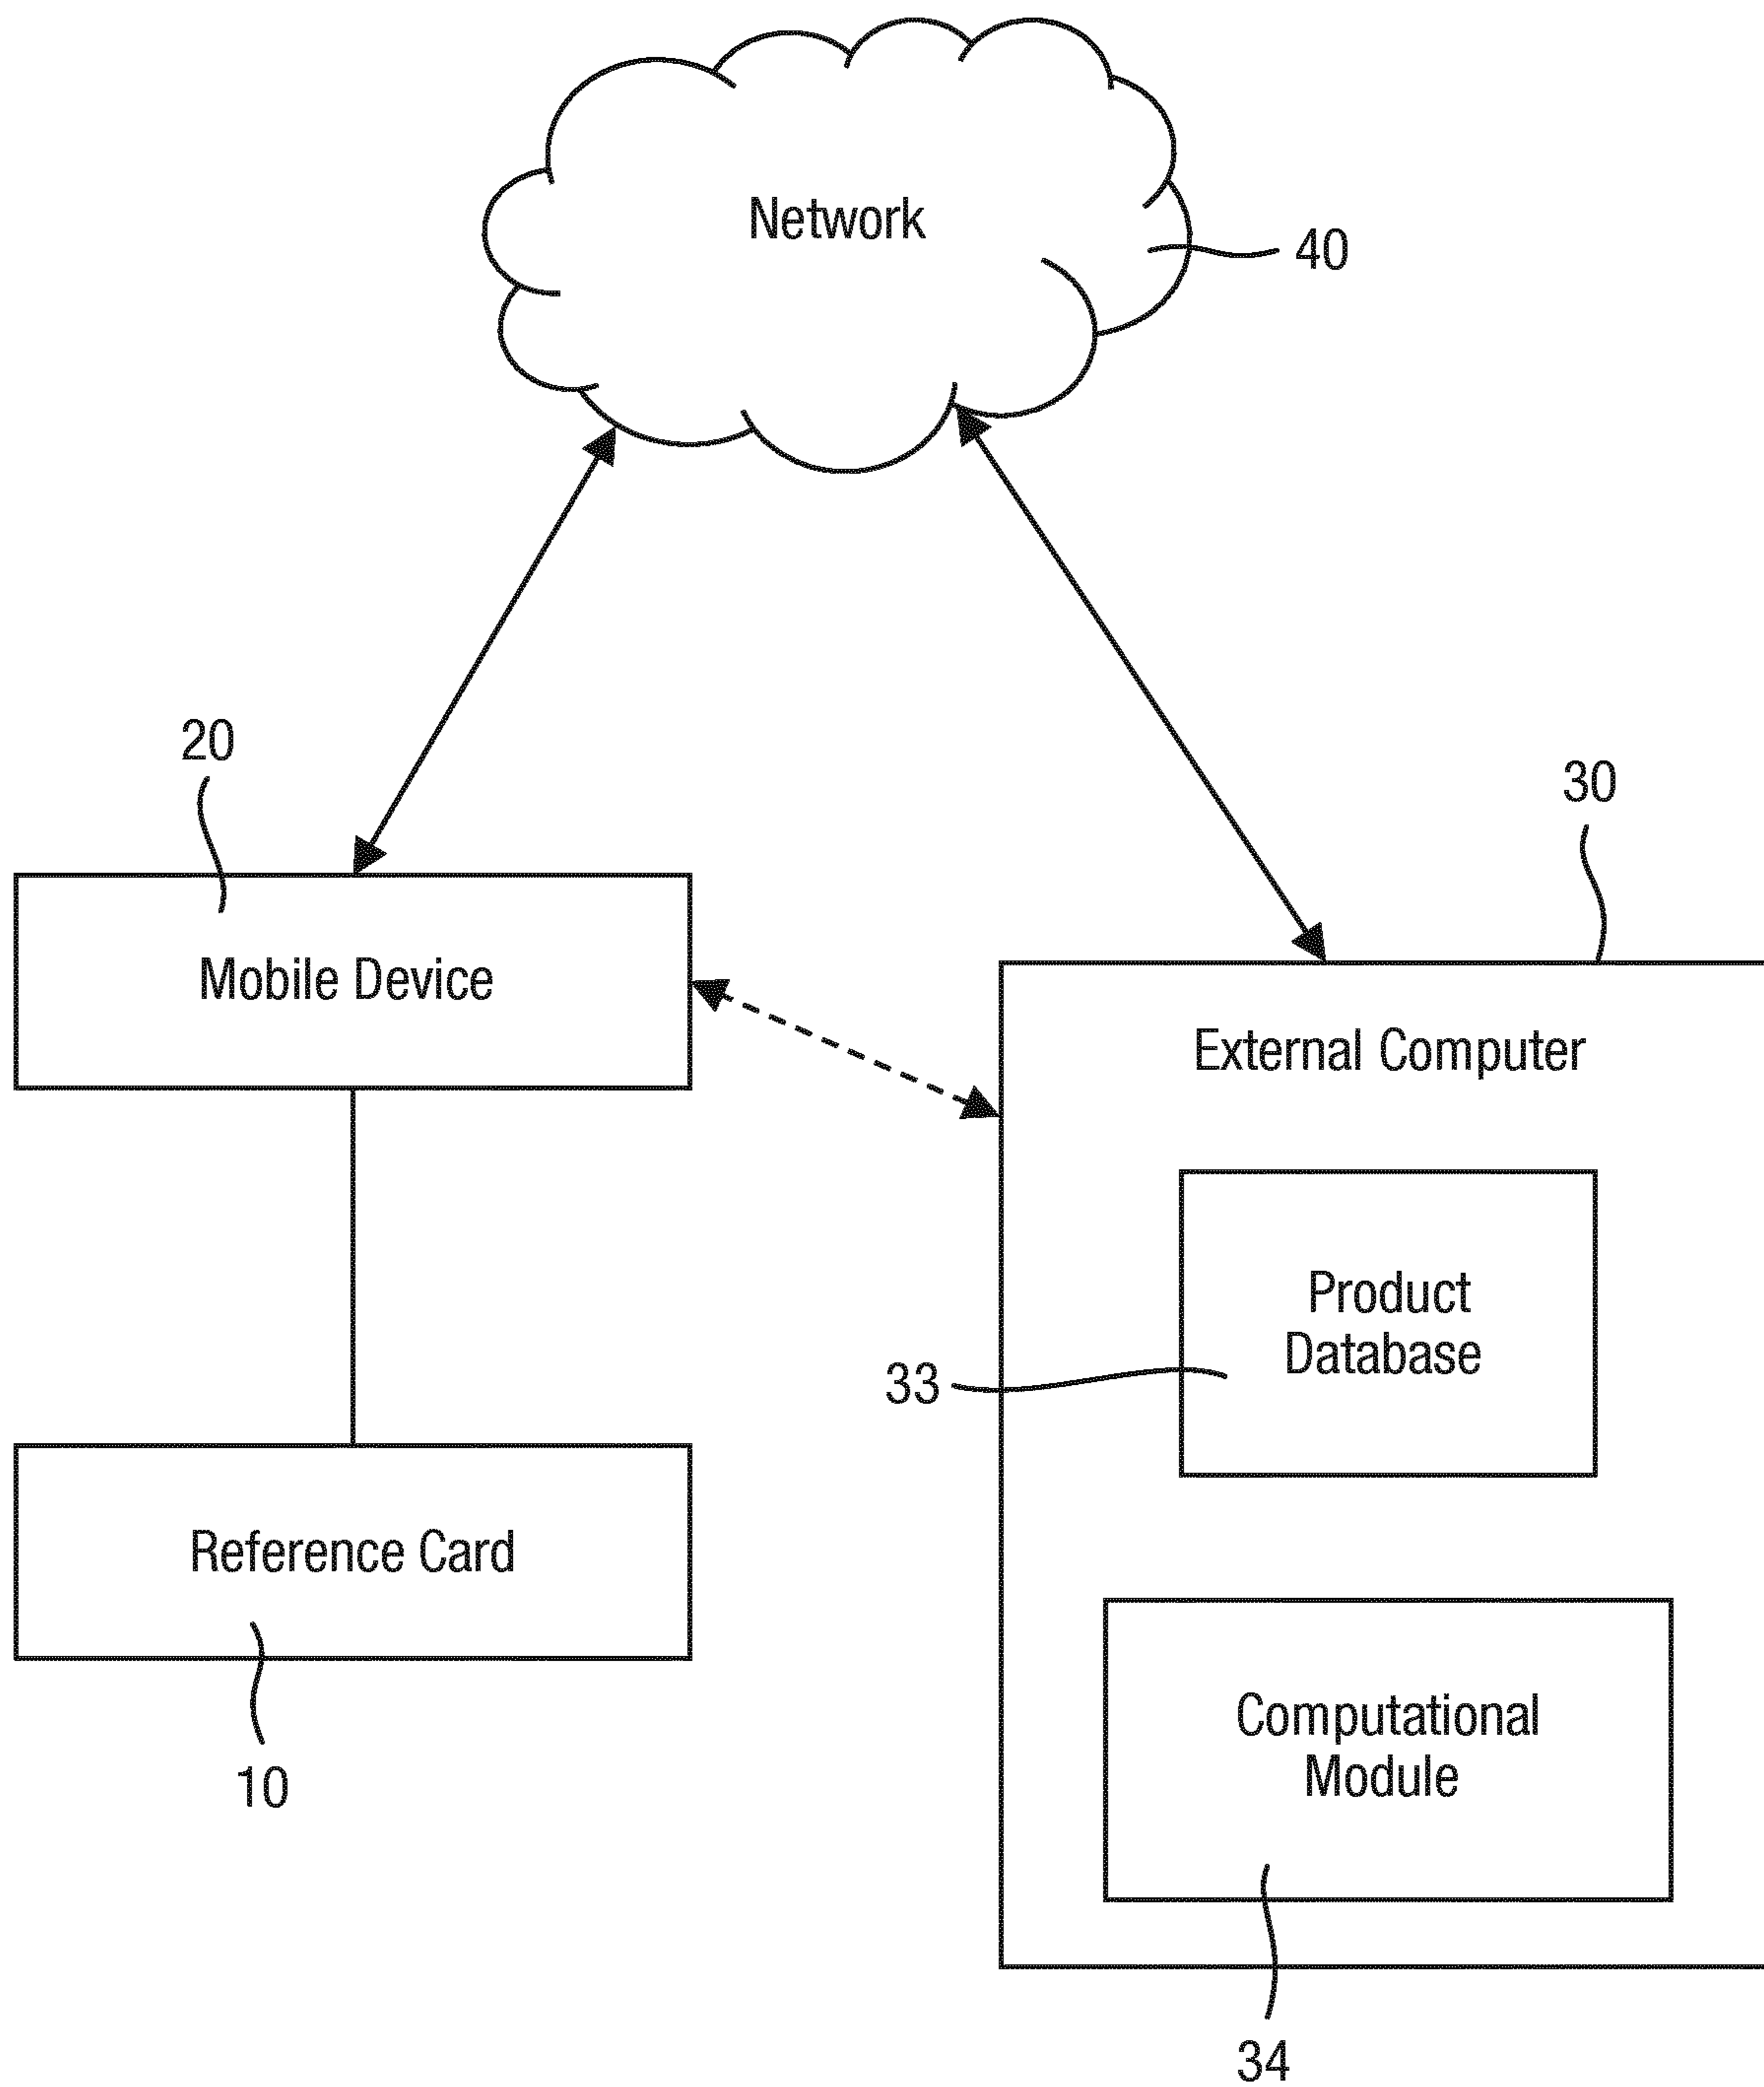 Network
40
20
30
Mobile Device
External Computer
Product
Database
33
Reference Card
Computational
Module
10
34